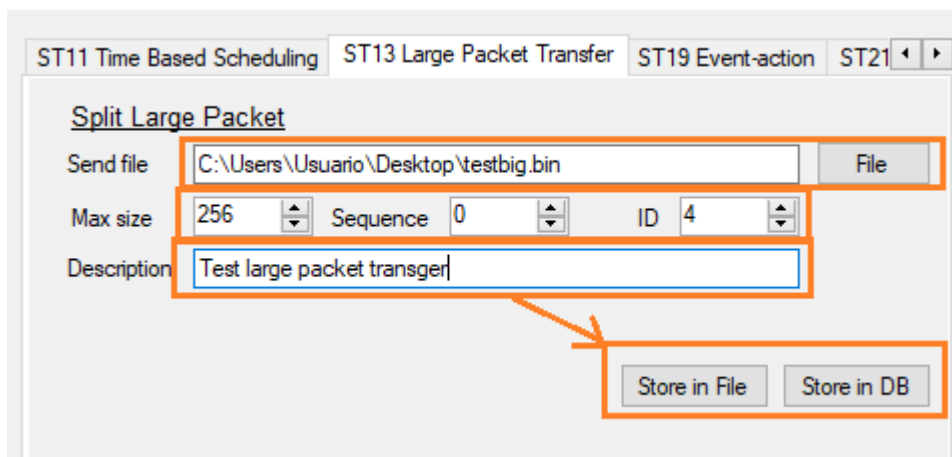 ST11 Time Based Scheduling ST13 Large Packet Transfer ST19 Event-action ST21
Split Large Packet
Send file C:\Users\Usuario\Desktop\testbig.bin File
Max size 256 Sequence 0 ID 4
Description Test large packet transger
Store in File Store in DB